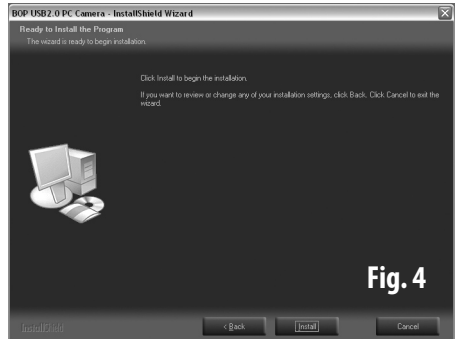 BOP USB2.0 PC Camera - InstallShield Wizard
Ready to Install the Program
The wizard is ready to begin installation.
Click Install to begin the installation.
If you want to review or change any of your installation settings, click Back. Click Cancel to exit the
wizard.
Fig. 4
InstallShield
< Back
Install
Cancel